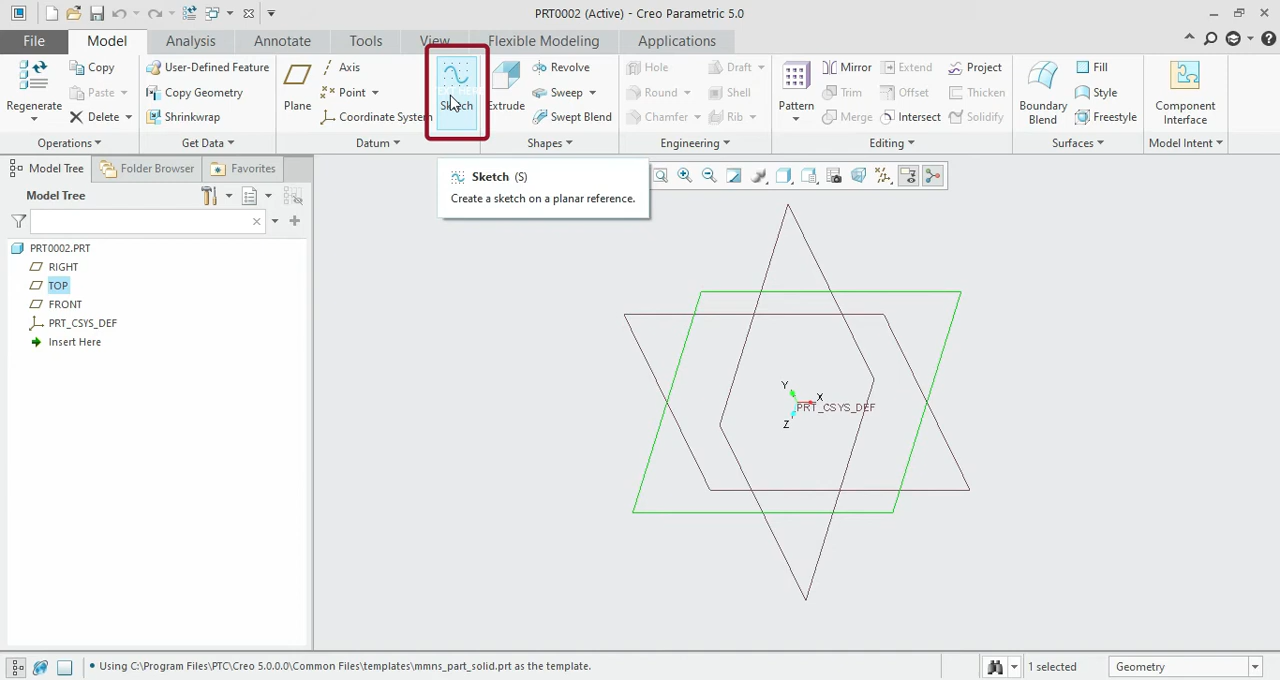 PRT0002 (Active) - Creo Parametric 5.0
File Model Analysis Annotate Tools View Flexible Modeling Applications
Regenerate
Copy
Paste
Delete
Operations
User-Defined Feature
Copy Geometry
Shrinkwrap
Get Data
Plane
Axis
Point
Coordinate System
Datum
Sketch
Extrude
Revolve
Sweep
Swept Blend
Shapes
Hole
Round
Chamfer
Draft
Shell
Rib
Engineering
Pattern
Mirror
Trim
Merge
Extend
Offset
Intersect
Project
Thicken
Solidify
Editing
Boundary
Blend
Fill
Style
Freestyle
Surfaces
Component
Interface
Model Intent
Model Tree Folder Browser Favorites
Sketch (S)
Create a sketch on a planar reference.
Model Tree
PRT0002.PRT
RIGHT
TOP
FRONT
PRT_CSYS_DEF
Insert Here
Y
X
PRT_CSYS_DEF
Z
• Using C:\Program Files\PTC\Creo 5.0.0.0\Common Files\templates\mmns_part_solid.prt as the template.
1 selected
Geometry